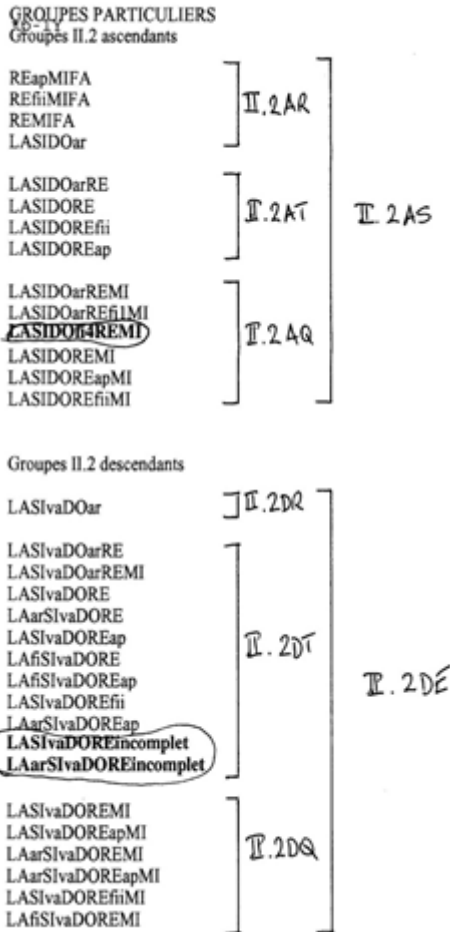 GROUPES PARTICULIERS
Groupes II.2 ascendants
REapMIFA
REfiiMIFA
REMIFA
LASIDOar
II.2AR
LASIDOarRE
LASIDORE
LASIDOREfii
LASIDOREap
II.2AT
II.2AS
LASIDOarREMI
LASIDOarREfi1MI
LASIDOfi4REMI
LASIDOREMI
LASIDOREapMI
LASIDOREfiiMI
II.2AQ
Groupes II.2 descendants
LASIvaDOar
II.2DR
LASIvaDOarRE
LASIvaDOarREMI
LASIvaDORE
LAarSIvaDORE
LASIvaDOREap
LAfiSIvaDORE
LAfiSIvaDOREap
LASIvaDOREfii
LAarSIvaDOREap
LASIvaDOREincomplet
LAarSIvaDOREincomplet
II.2DT
II.2DE
LASIvaDOREMI
LASIvaDOREapMI
LAarSIvaDOREMI
LAarSIvaDOREapMI
LASIvaDOREfiiMI
LAfiSIvaDOREMI
II.2DQ